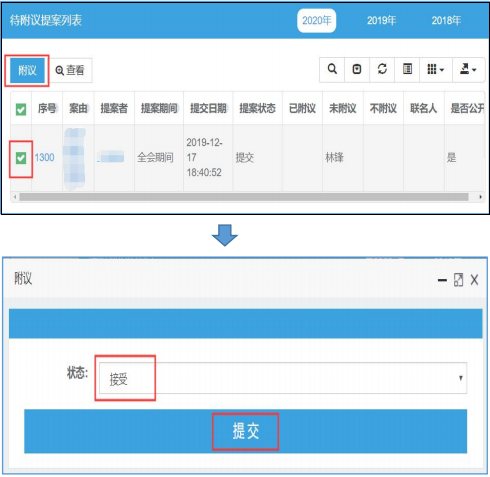 待附议提案列表 2020年 2019年 2018年
附议 查看
序号 案由 提案者 提案期间 提交日期 提案状态 已附议 未附议 不附议 联名人 是否公开
1300 全会期间 2019-12-17 18:40:52 提交 林锋 是
附议
状态: 接受
提交